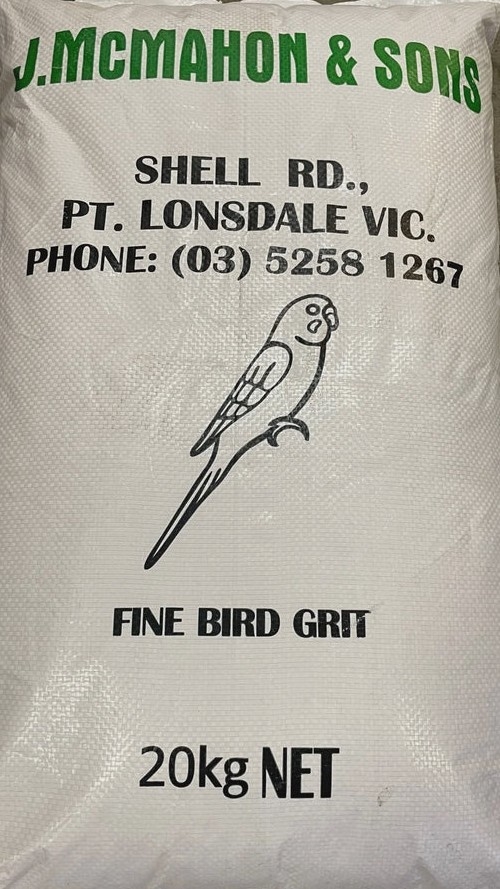 J.MCMAHON & SONS
SHELL RD.,
PT. LONSDALE VIC.
PHONE: (03) 5258 1267
FINE BIRD GRIT
20kg NET